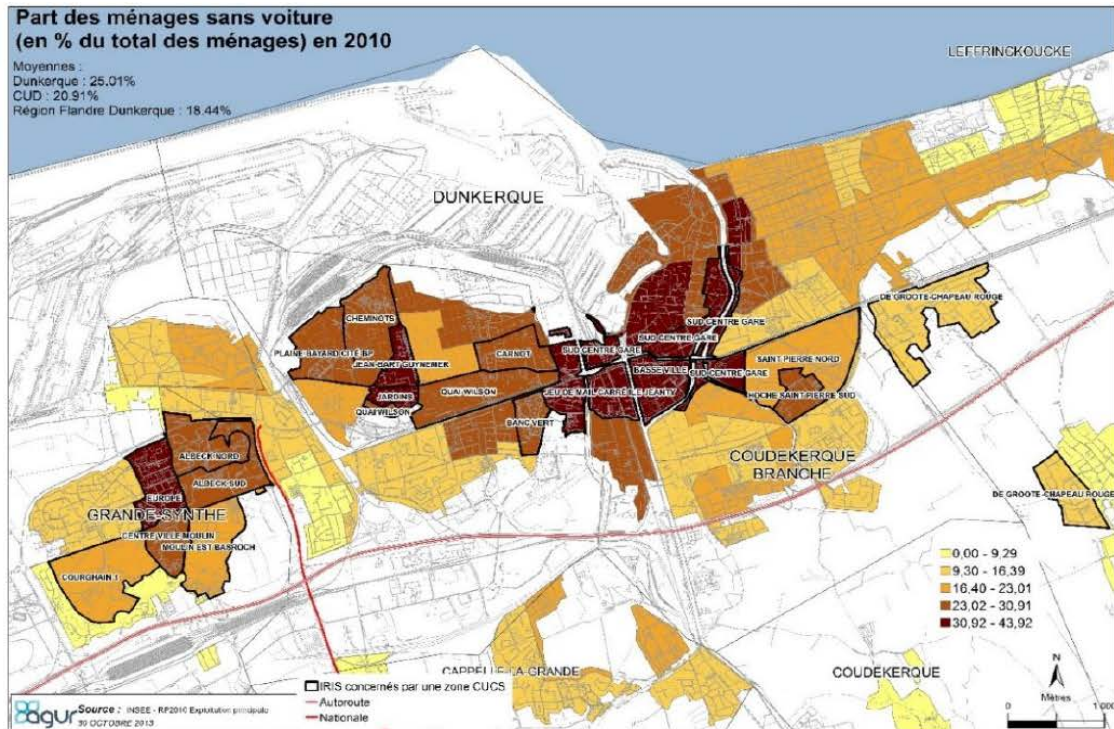 Part des ménages sans voiture
(en % du total des ménages) en 2010
Moyennes :
Dunkerque : 25.01%
CUD : 20.91%
Région Flandre Dunkerque : 18.44%
LEFFRINCKOUCKE
DUNKERQUE
DE GROOTE-CHAPEAU ROUGE
CHEMINOTS
SUD CENTRE GARE
SUD CENTRE GARE
PLAINE-BAYARD CITÉ BP
CARNOT
SUD CENTRE GARE
SAINT PIERRE NORD
JEAN-BART GUYNEMER
BASSE VILLE
SUD CENTRE GARE
JARDINS
QUAI WILSON
JEU DE MAIL CARRÉ
JEANTY
HOCHE SAINT PIERRE SUD
QUAI WILSON
BANC VERT
ALBECK NORD
COUDEKERQUE
BRANCHE
ALBECK SUD
EUROPE
DE GROOTE-CHAPEAU ROUGE
GRANDE-SYNTHE
CENTRE VILLE MOULIN
MOULIN EST-BASROCH
COURGHAIN 1
0,00 - 9,29
9,30 - 16,39
16,40 - 23,01
23,02 - 30,91
30,92 - 43,92
CAPPELLE-LA-GRANDE
COUDEKERQUE
N
Mètres
0
1 000
IRIS concernés par une zone CUCS
Autoroute
Nationale
agur
Source : INSEE - RP2010 Exploitation principale
30 OCTOBRE 2013